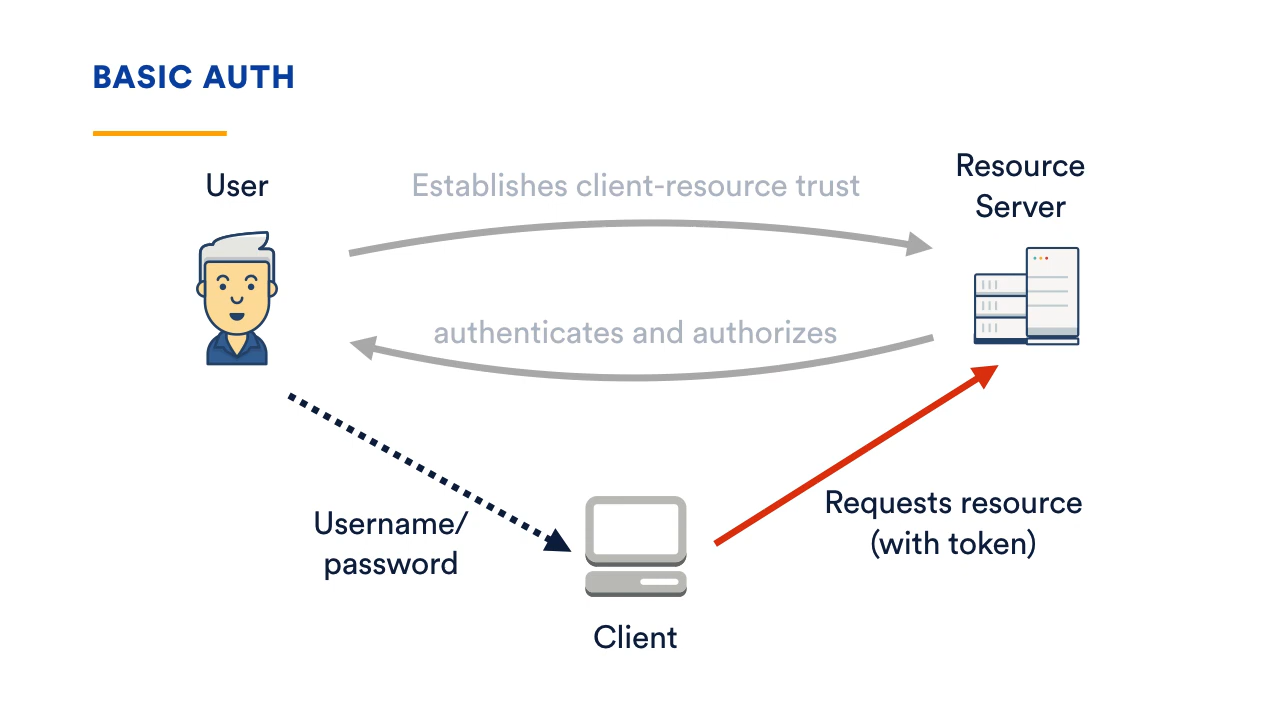 BASIC AUTH
User
Establishes client-resource trust
Resource
Server
authenticates and authorizes
Username/
password
Requests resource
(with token)
Client